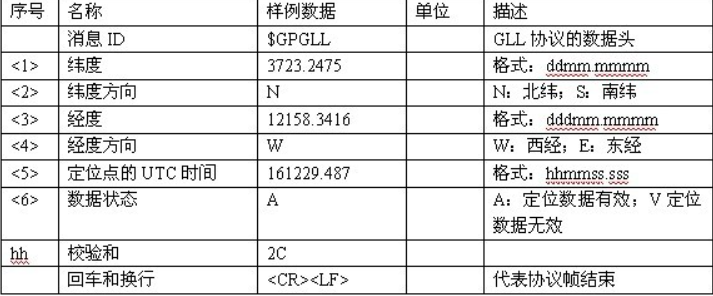 序号 名称 样例数据 单位 描述
消息 ID $GPGLL GLL 协议的数据头
<1> 纬度 3723.2475 格式：ddmm.mmmm
<2> 纬度方向 N N：北纬；S：南纬
<3> 经度 12158.3416 格式：dddmm.mmmm
<4> 经度方向 W W：西经；E：东经
<5> 定位点的 UTC 时间 161229.487 格式：hhmmss.sss
<6> 数据状态 A A：定位数据有效；V 定位
数据无效
hh 校验和 2C
回车和换行 <CR><LF> 代表协议帧结束